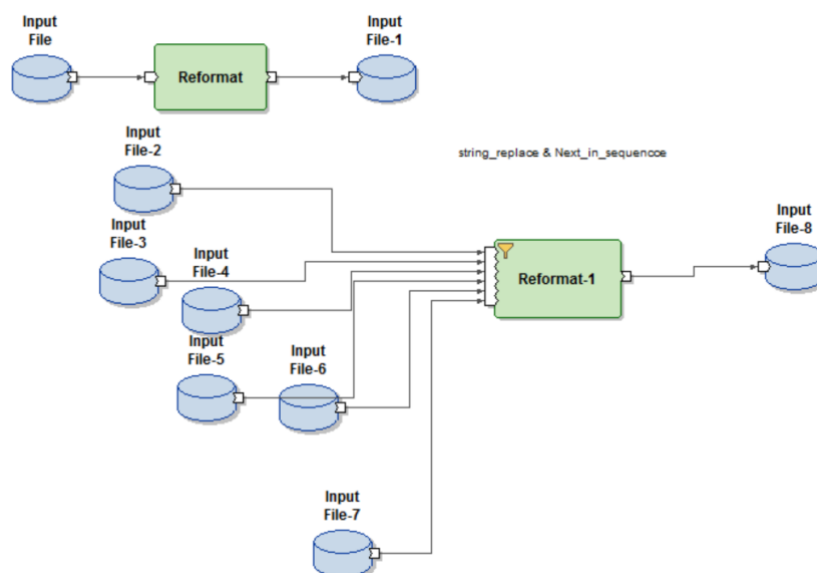 Input
File
Reformat
Input
File-1
Input
File-2
string_replace & Next_in_sequencoe
Input
File-3
Input
File-4
Input
File-8
Reformat-1
Input
File-5
Input
File-6
Input
File-7